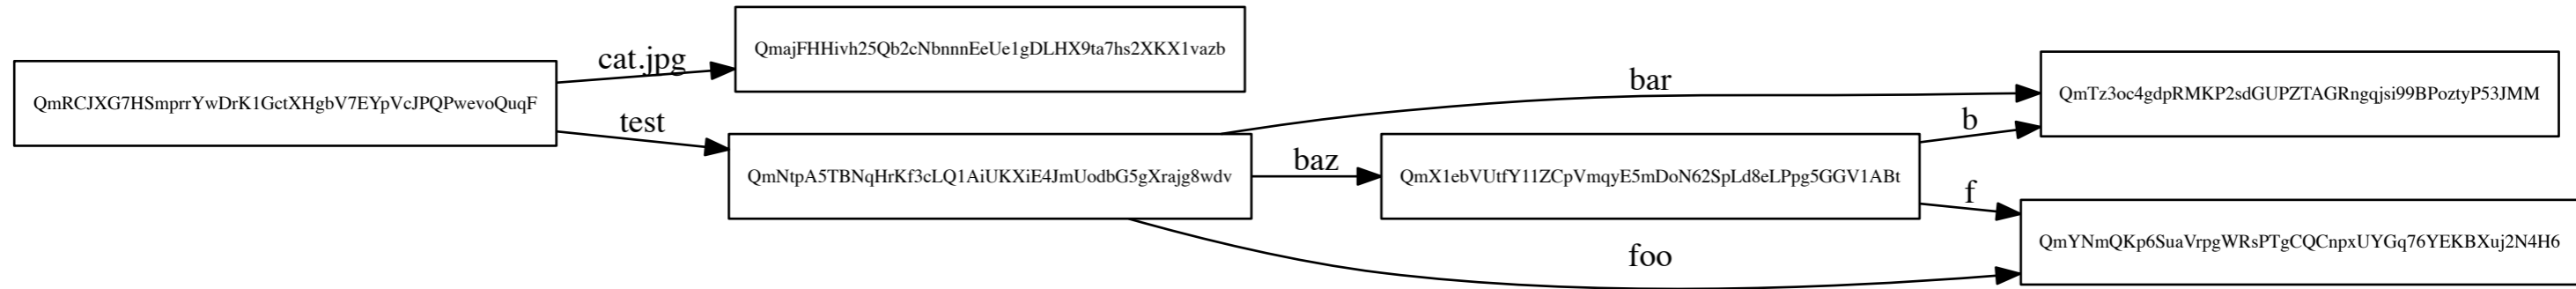 QmRCJXG7HSmprrYwDrK1GctXHgbV7EYpVcJPQPwevoQuqF
cat.jpg
QmajFHHivh25Qb2cNbnnnEeUe1gDLHX9ta7hs2XKX1vazb
test
QmNtpA5TBNqHrKf3cLQ1AiUKXiE4JmUodbG5gXrajg8wdv
bar
baz
foo
QmX1ebVUtfY11ZCpVmqyE5mDoN62SpLd8eLPpg5GGV1ABt
b
f
QmTz3oc4gdpRMKP2sdGUPZTAGRngqjsi99BPoztyP53JMM
QmYNmQKp6SuaVrpgWRsPTgCQCnpxUYGq76YEKBXuj2N4H6